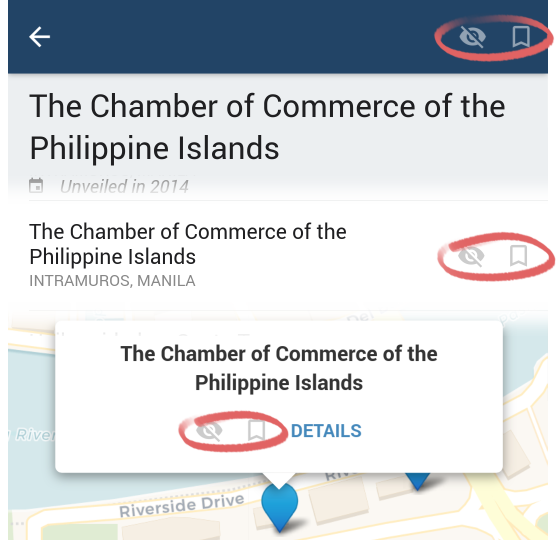 The Chamber of Commerce of the
Philippine Islands
Unveiled in 2014
The Chamber of Commerce of the
Philippine Islands
INTRAMUROS, MANILA
The Chamber of Commerce of the
Philippine Islands
DETAILS
River
Riverside Drive